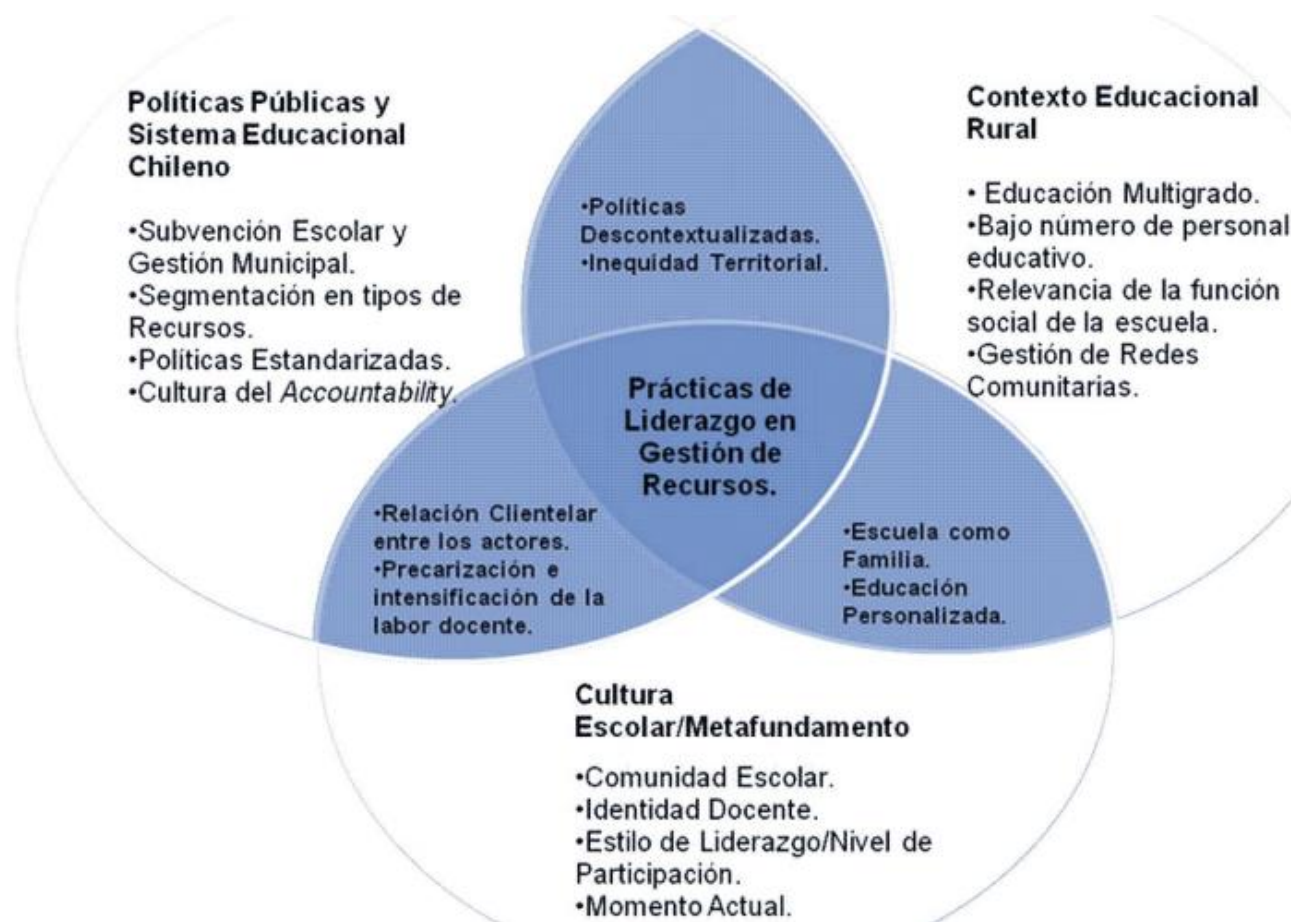 Políticas Públicas y
Sistema Educacional
Chileno
•Subvención Escolar y
Gestión Municipal.
•Segmentación en tipos de
Recursos.
•Políticas Estandarizadas.
•Cultura del Accountability.
•Políticas
Descontextualizadas.
•Inequidad Territorial.
Contexto Educacional
Rural
• Educación Multigrado.
•Bajo número de personal
educativo.
•Relevancia de la función
social de la escuela.
•Gestión de Redes
Comunitarias.
Prácticas de
Liderazgo en
Gestión de
Recursos.
•Relación Clientelar
entre los actores.
•Precarización e
intensificación de la
labor docente.
•Escuela como
Familia.
•Educación
Personalizada.
Cultura
Escolar/Metafundamento
•Comunidad Escolar.
•Identidad Docente.
•Estilo de Liderazgo/Nivel de
Participación.
•Momento Actual.